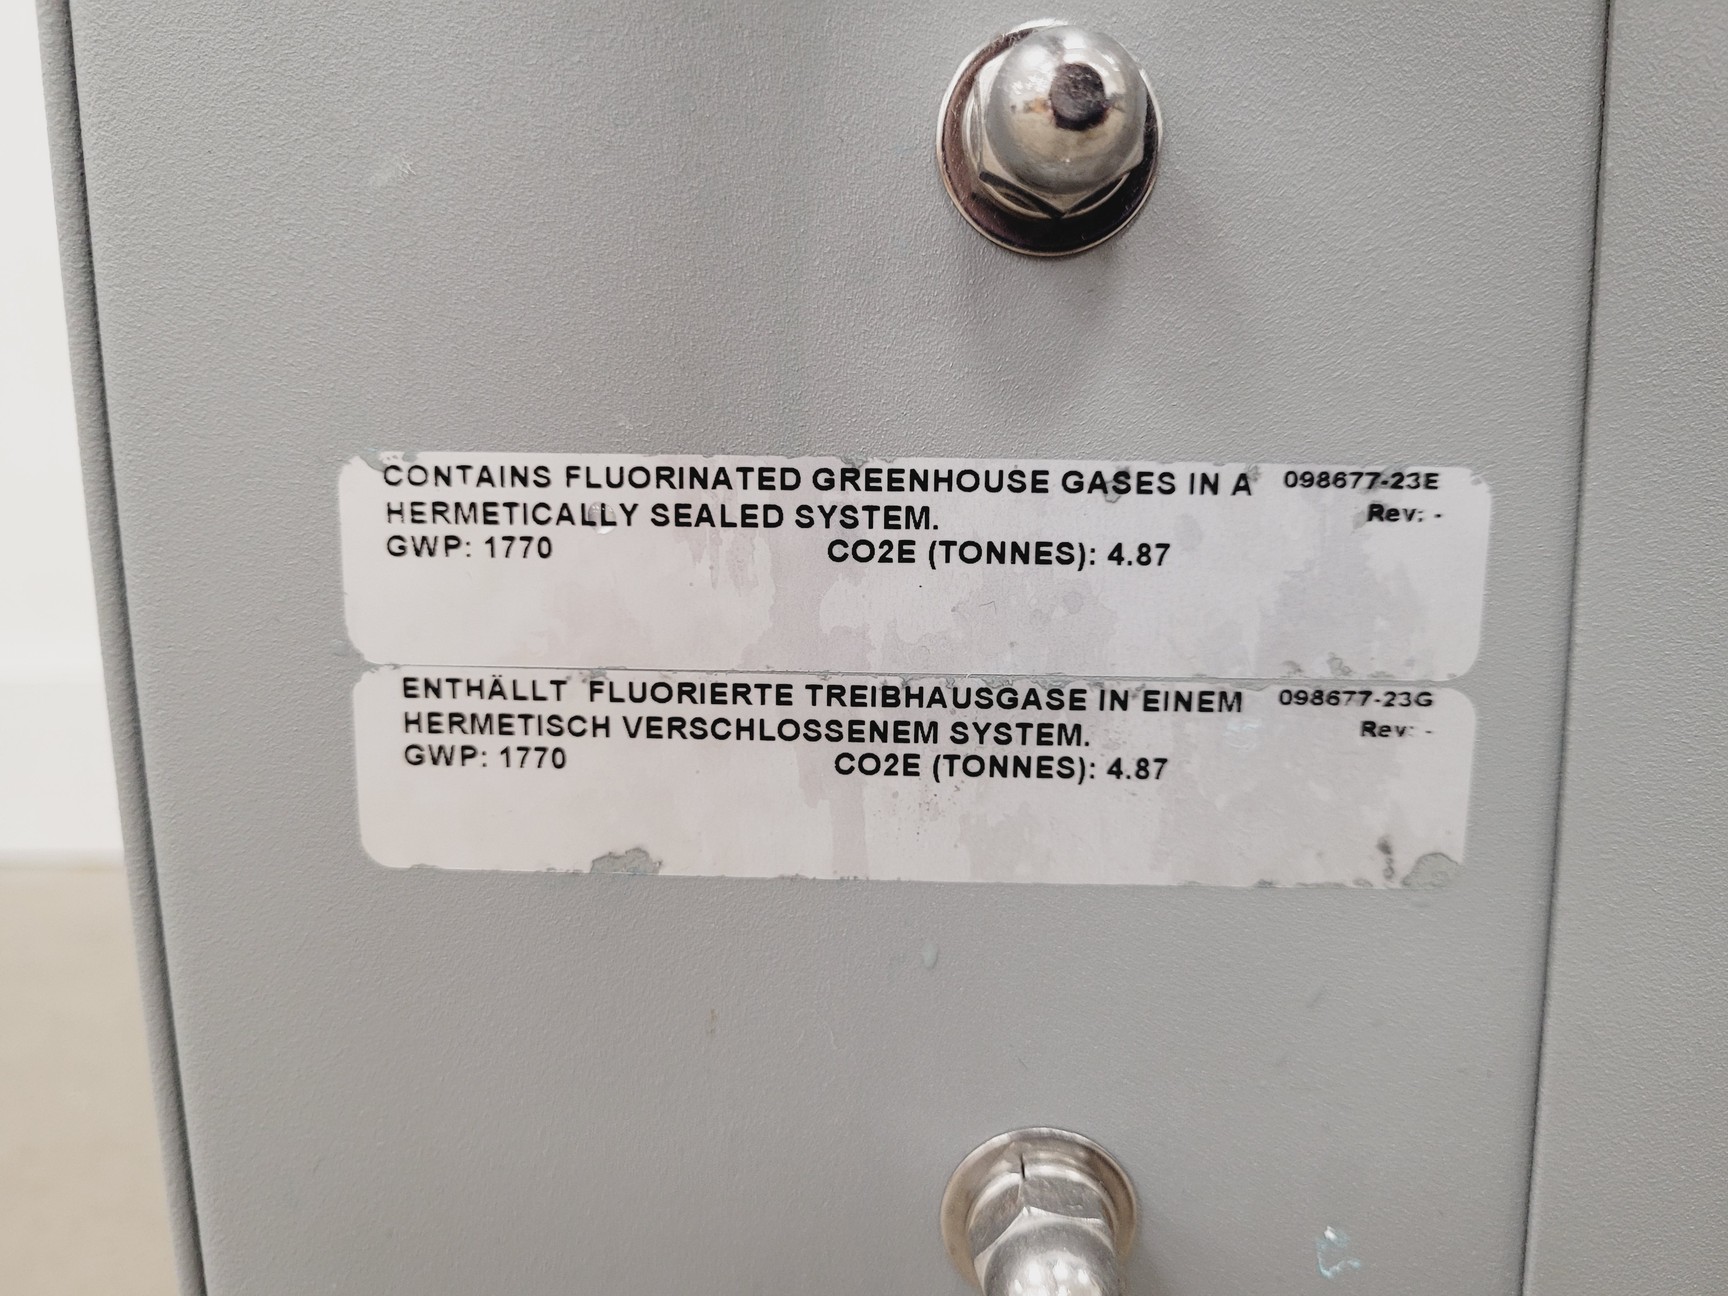 CONTAINS FLUORINATED GREENHOUSE GASES IN A 098677-23E
HERMETICALLY SEALED SYSTEM. Rev: -
GWP: 1770 CO2E (TONNES): 4.87
ENTHÄLLT FLUORIERTE TREIBHAUSGASE IN EINEM 098677-23G
HERMETISCH VERSCHLOSSENEM SYSTEM. Rev: -
GWP: 1770 CO2E (TONNES): 4.87